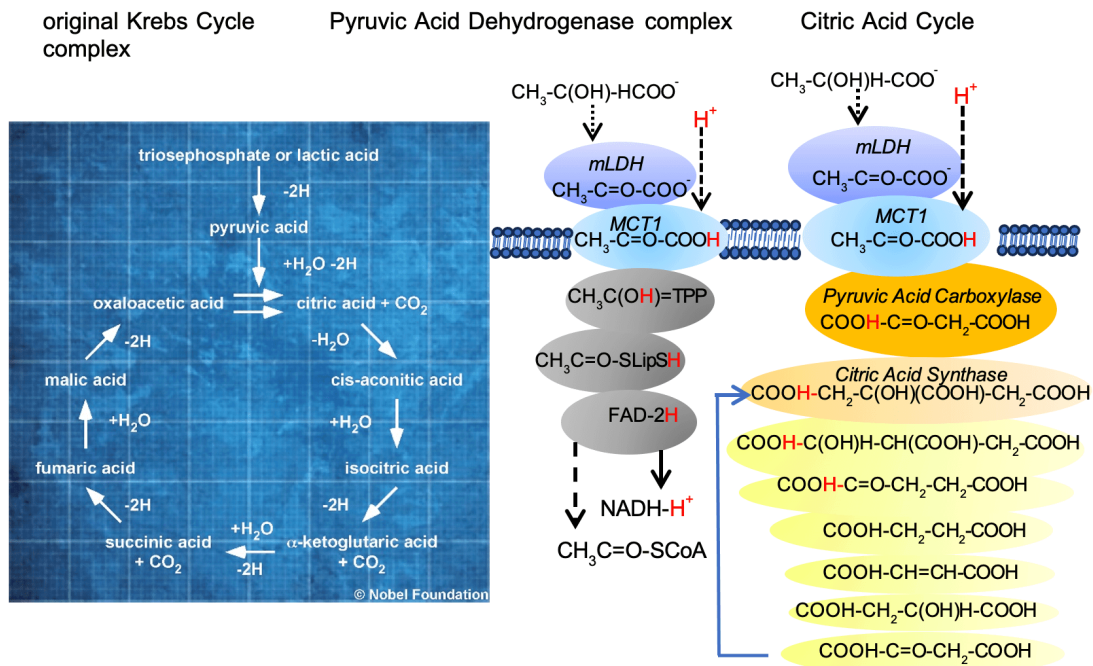 original Krebs Cycle
complex
Pyruvic Acid Dehydrogenase complex
Citric Acid Cycle
triosephosphate or lactic acid
-2H
pyruvic acid
+H₂O -2H
oxaloacetic acid
citric acid + CO₂
-H₂O
cis-aconitic acid
+H₂O
isocitric acid
-2H
α-ketoglutaric acid
+ CO₂
+H₂O
-2H
succinic acid
+ CO₂
-2H
fumaric acid
+H₂O
malic acid
-2H
© Nobel Foundation
CH₃-C(OH)-HCOO⁻
H⁺
mLDH
CH₃-C=O-COO⁻
MCT1
CH₃-C=O-COOH
CH₃C(OH)=TPP
CH₃C=O-SLipSH
FAD-2H
NADH-H⁺
CH₃C=O-SCoA
CH₃-C(OH)H-COO⁻
H⁺
mLDH
CH₃-C=O-COO⁻
MCT1
CH₃-C=O-COOH
Pyruvic Acid Carboxylase
COOH-C=O-CH₂-COOH
Citric Acid Synthase
COOH-CH₂-C(OH)(COOH)-CH₂-COOH
COOH-C(OH)H-CH(COOH)-CH₂-COOH
COOH-C=O-CH₂-CH₂-COOH
COOH-CH₂-CH₂-COOH
COOH-CH=CH-COOH
COOH-CH₂-C(OH)H-COOH
COOH-C=O-CH₂-COOH